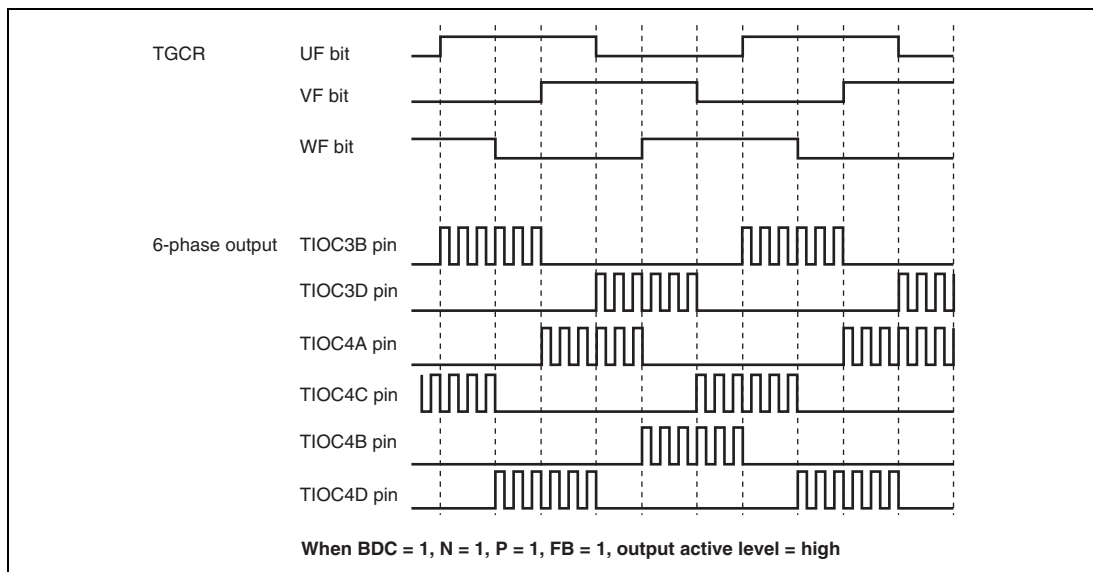 TGCR UF bit
VF bit
WF bit
6-phase output TIOC3B pin
TIOC3D pin
TIOC4A pin
TIOC4C pin
TIOC4B pin
TIOC4D pin
When BDC = 1, N = 1, P = 1, FB = 1, output active level = high